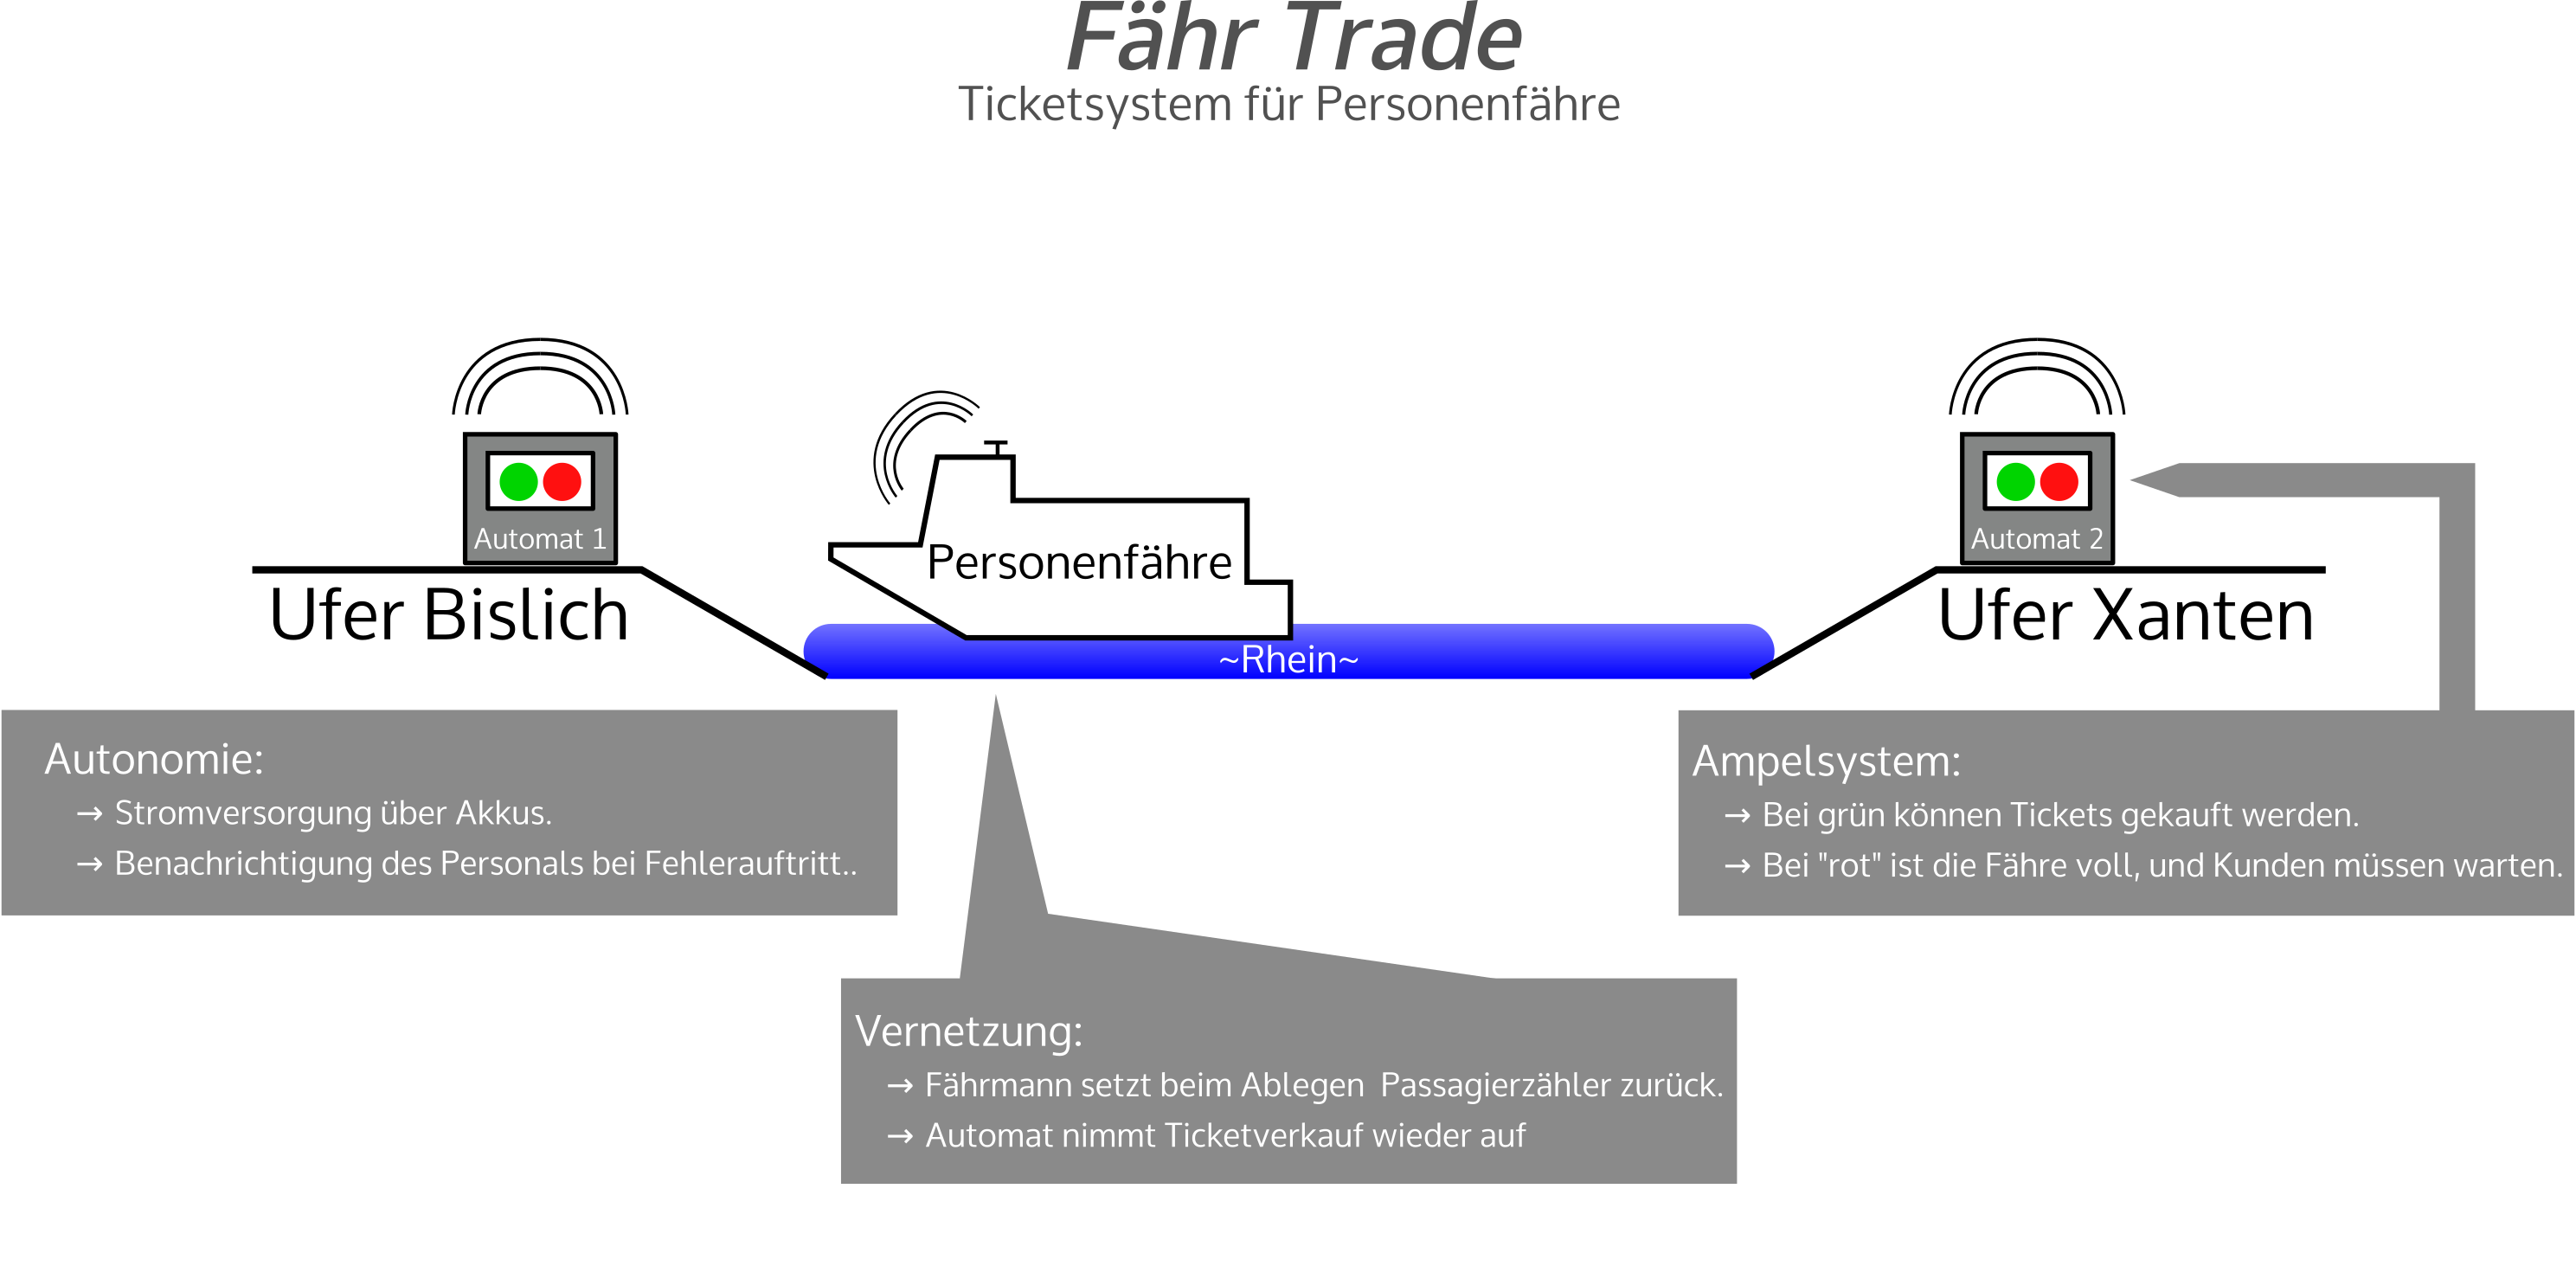 Fähr Trade
Ticketsystem für Personenfähre
Automat 1
Automat 2
Personenfähre
Ufer Bislich
Ufer Xanten
~Rhein~
Autonomie:
→ Stromversorgung über Akkus.
→ Benachrichtigung des Personals bei Fehlerauftritt..
Ampelsystem:
→ Bei grün können Tickets gekauft werden.
→ Bei "rot" ist die Fähre voll, und Kunden müssen warten.
Vernetzung:
→ Fährmann setzt beim Ablegen  Passagierzähler zurück.
→ Automat nimmt Ticketverkauf wieder auf